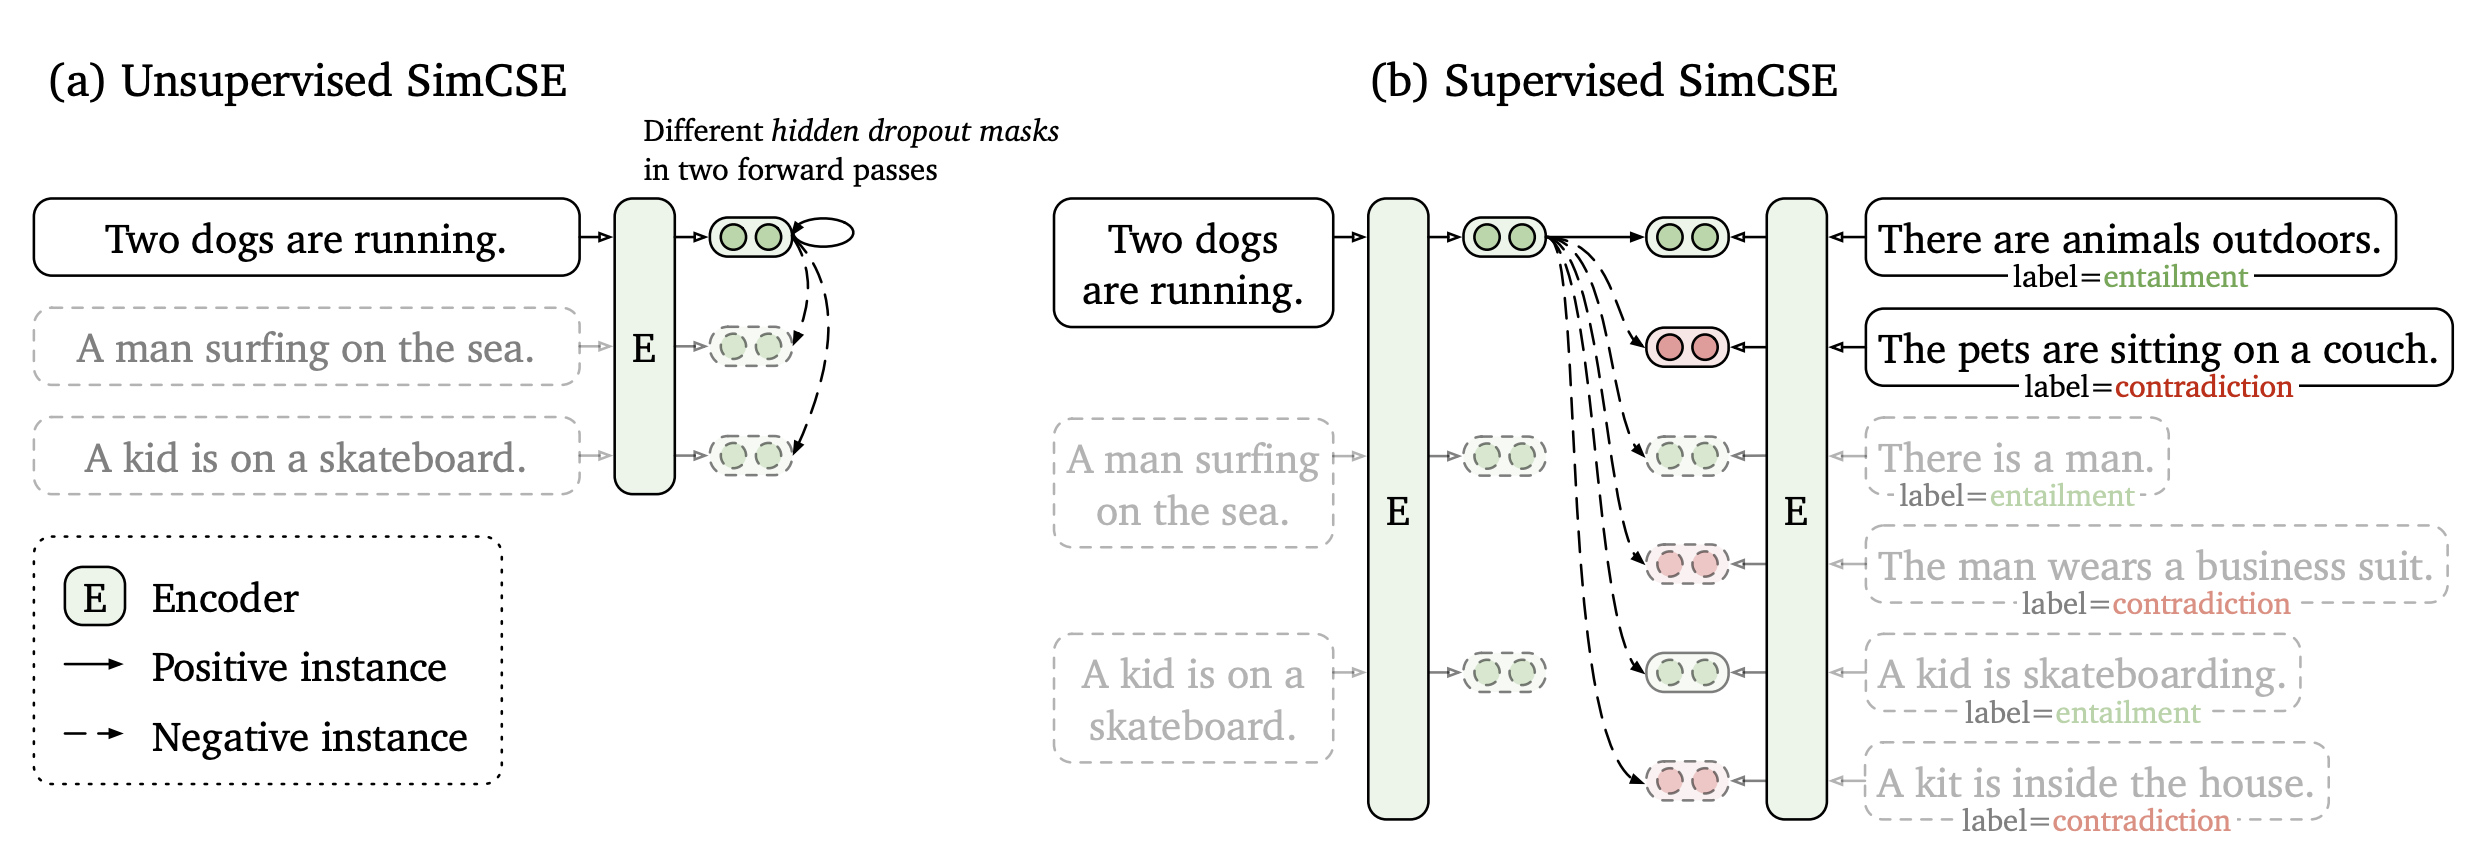 (a) Unsupervised SimCSE
Different hidden dropout masks
in two forward passes
Two dogs are running.
A man surfing on the sea.
E
A kid is on a skateboard.
E Encoder
Positive instance
Negative instance
(b) Supervised SimCSE
Two dogs
are running.
A man surfing
on the sea.
A kid is on a
skateboard.
E
E
There are animals outdoors.
label=entailment
The pets are sitting on a couch.
label=contradiction
There is a man.
label=entailment
The man wears a business suit.
label=contradiction
A kid is skateboarding.
label=entailment
A kit is inside the house.
label=contradiction